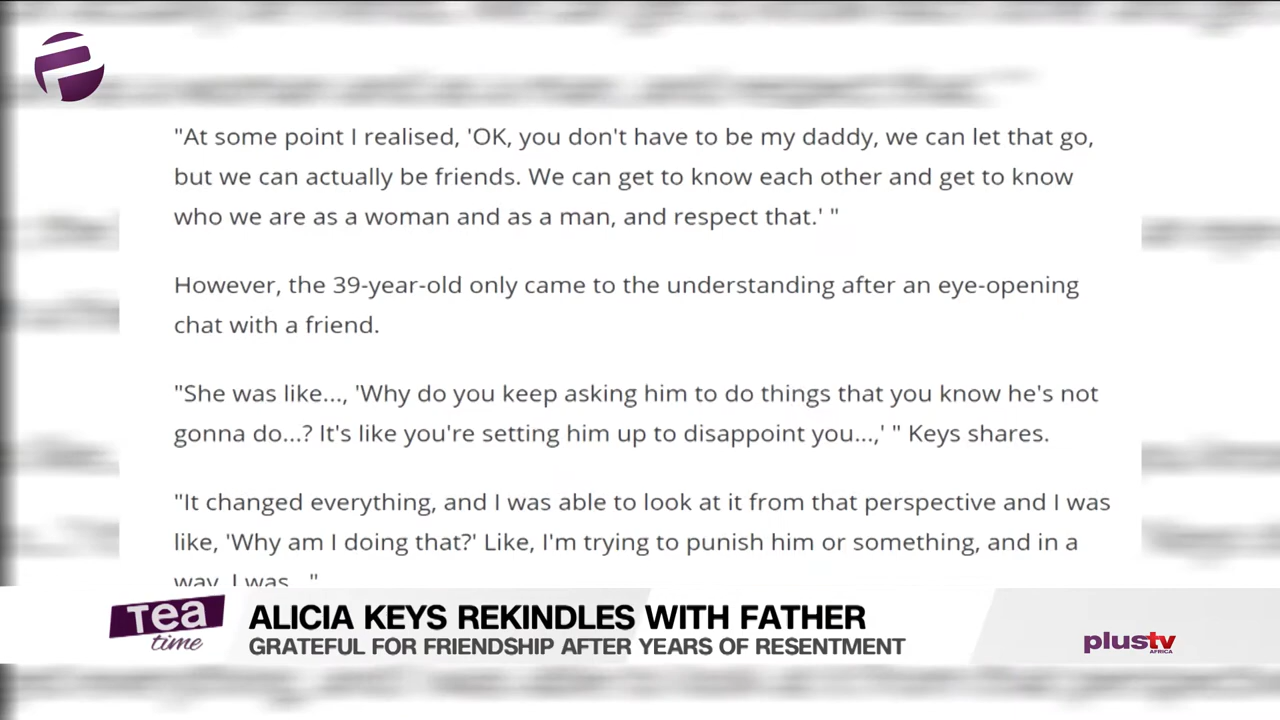 "At some point I realised, 'OK, you don't have to be my daddy, we can let that go,
but we can actually be friends. We can get to know each other and get to know
who we are as a woman and as a man, and respect that.' "
However, the 39-year-old only came to the understanding after an eye-opening
chat with a friend.
"She was like..., 'Why do you keep asking him to do things that you know he's not
gonna do...? It's like you're setting him up to disappoint you...,' " Keys shares.
"It changed everything, and I was able to look at it from that perspective and I was
like, 'Why am I doing that?' Like, I'm trying to punish him or something, and in a
way, I was..."
Tea
time
ALICIA KEYS REKINDLES WITH FATHER
GRATEFUL FOR FRIENDSHIP AFTER YEARS OF RESENTMENT
plustv
AFRICA